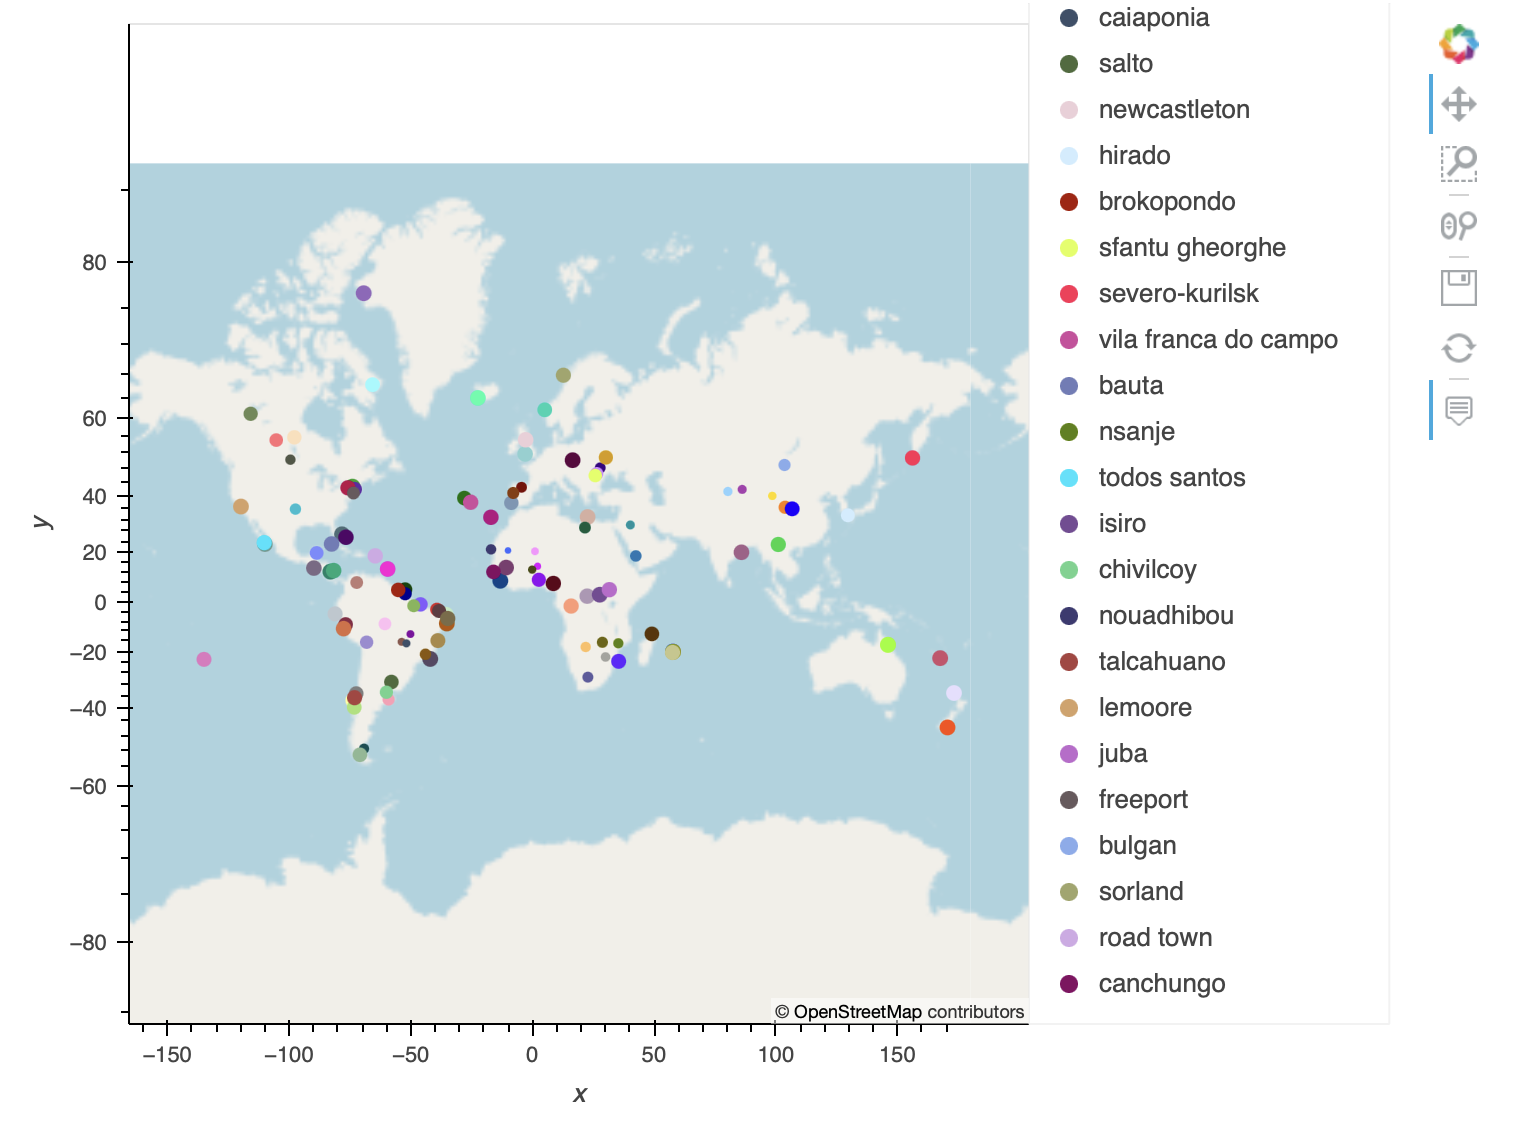 caiaponia
salto
newcastleton
hirado
brokopondo
sfantu gheorghe
severo-kurilsk
vila franca do campo
bauta
nsanje
todos santos
isiro
chivilcoy
nouadhibou
talcahuano
lemoore
juba
freeport
bulgan
sorland
road town
canchungo
80
60
40
20
0
−20
−40
−60
−80
y
© OpenStreetMap contributors
−150 −100 −50 0 50 100 150
x